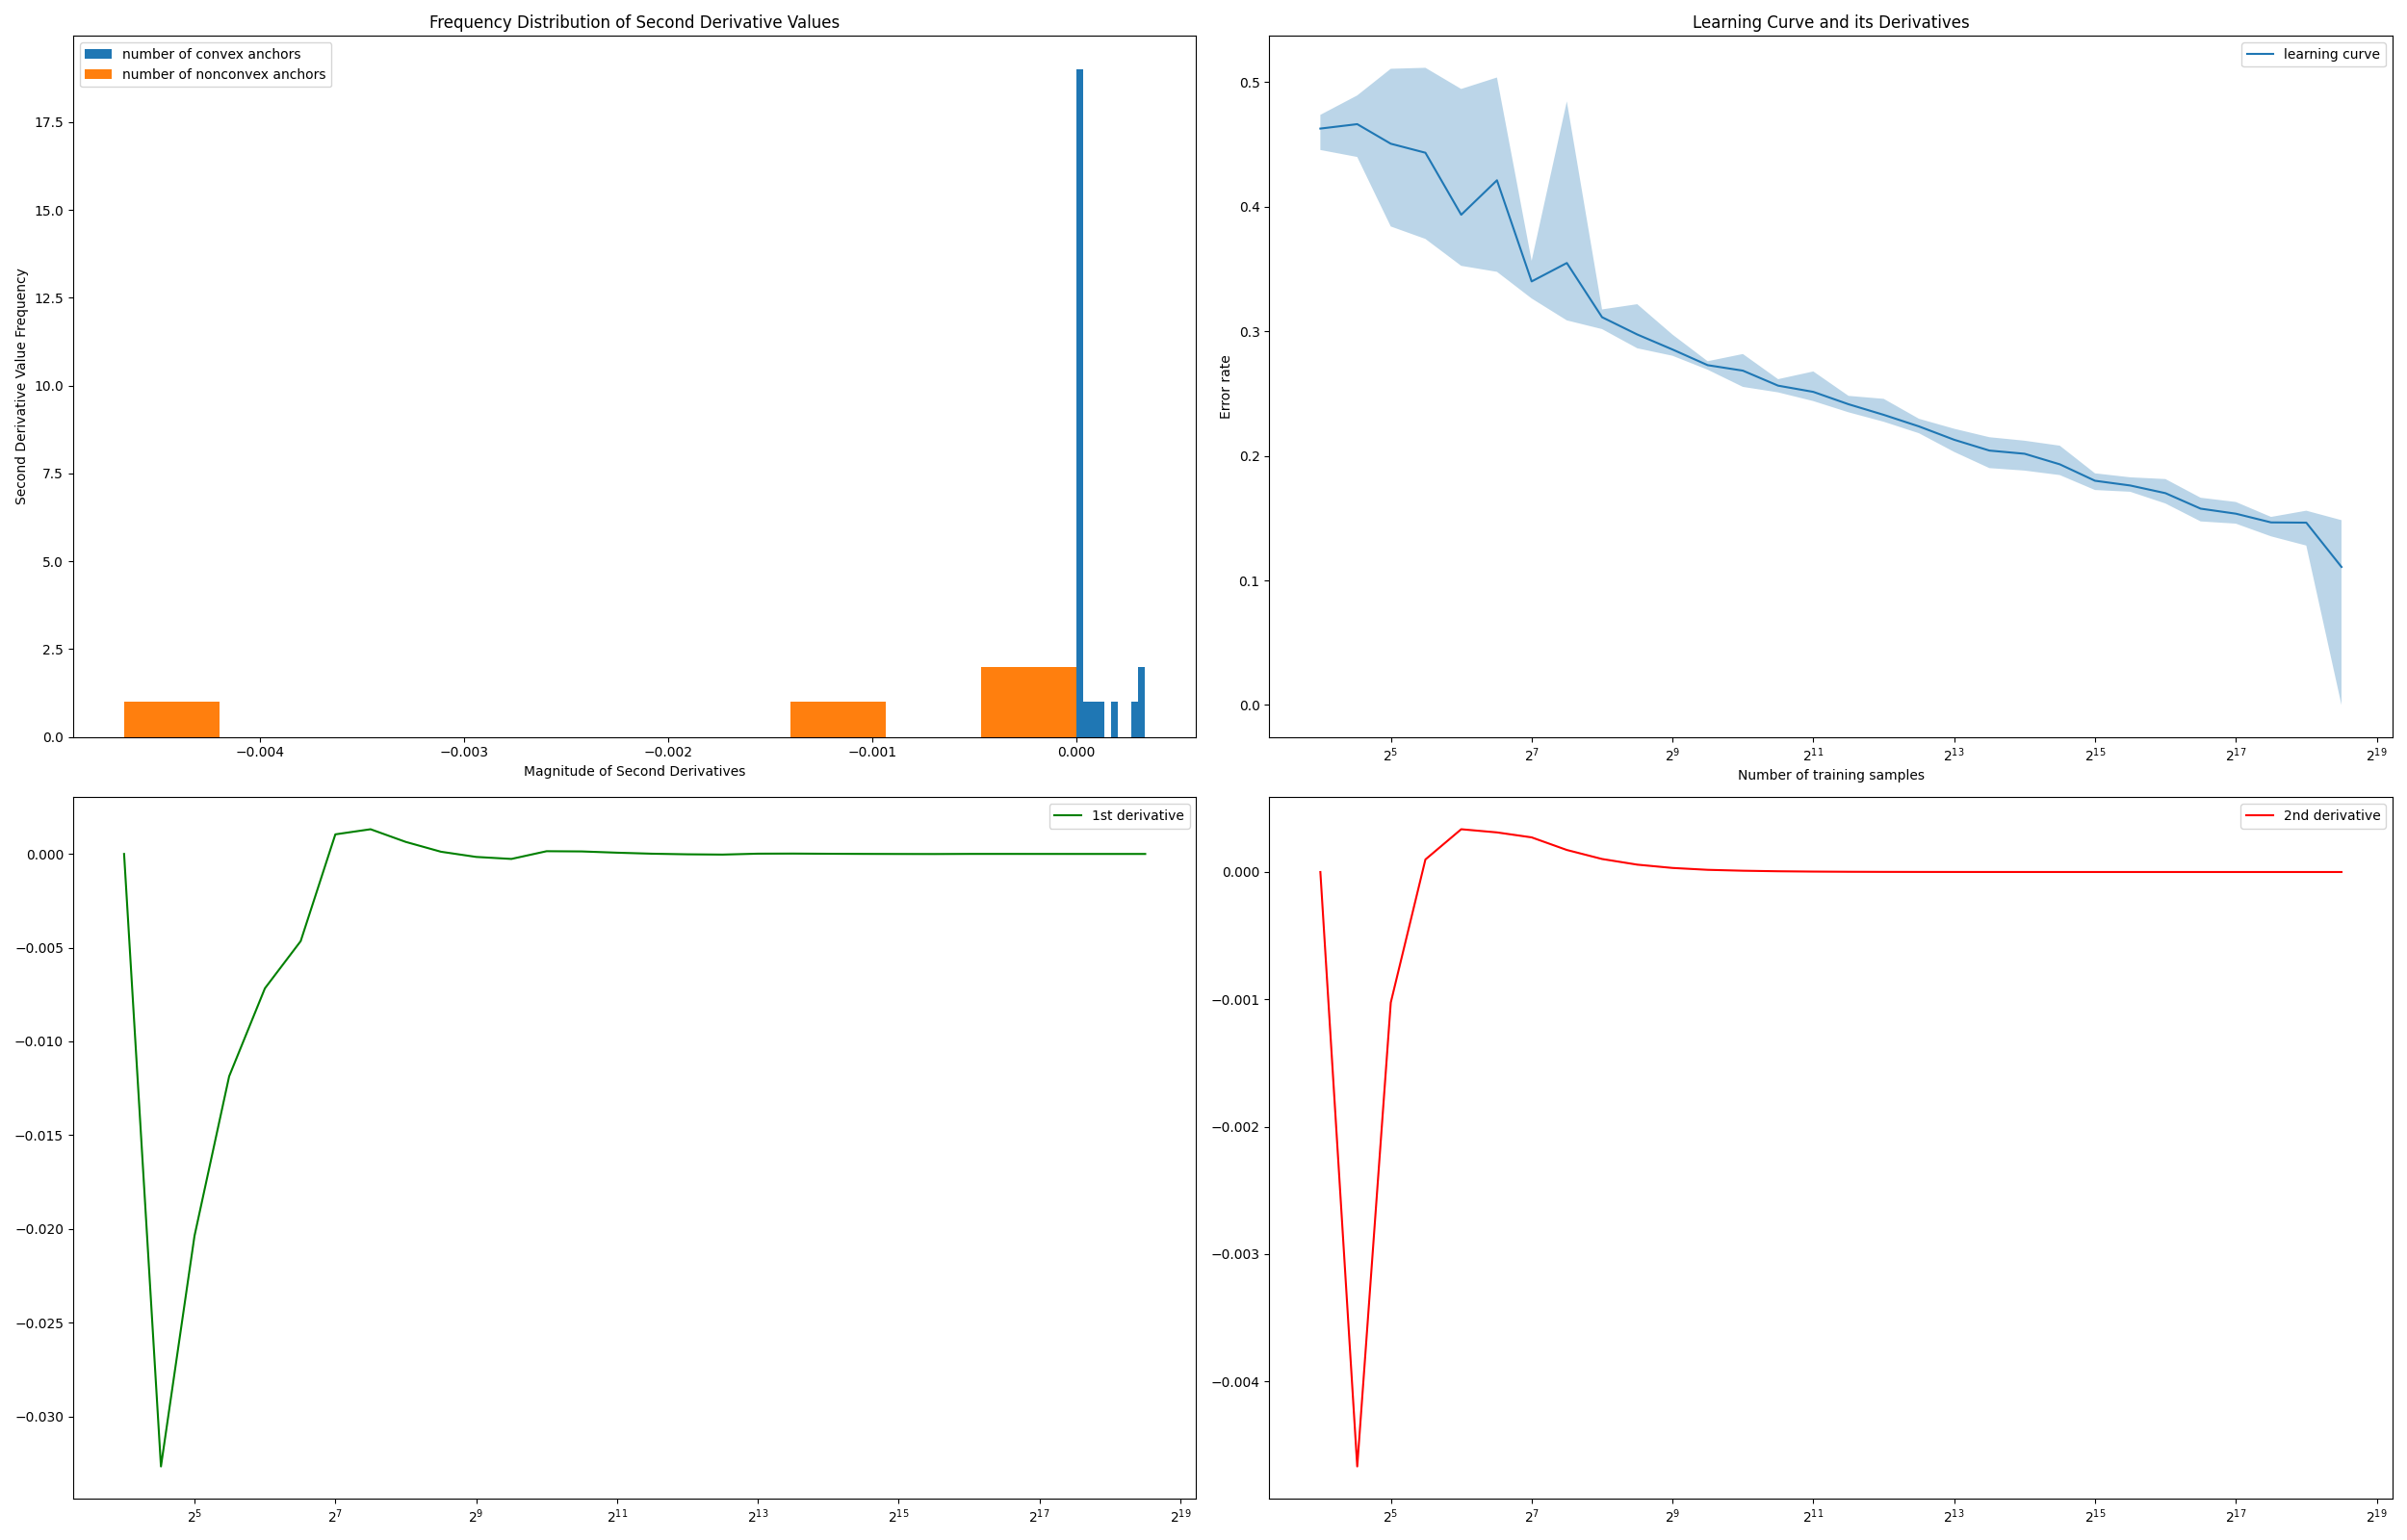 Frequency Distribution of Second Derivative Values
number of convex anchors
number of nonconvex anchors
Second Derivative Value Frequency
17.5
15.0
12.5
10.0
7.5
5.0
2.5
0.0
−0.004 −0.003 −0.002 −0.001 0.000
Magnitude of Second Derivatives
Learning Curve and its Derivatives
learning curve
Error rate
0.5
0.4
0.3
0.2
0.1
0.0
2^5 2^7 2^9 2^11 2^13 2^15 2^17 2^19
Number of training samples
1st derivative
0.000
−0.005
−0.010
−0.015
−0.020
−0.025
−0.030
2^5 2^7 2^9 2^11 2^13 2^15 2^17 2^19
2nd derivative
0.000
−0.001
−0.002
−0.003
−0.004
2^5 2^7 2^9 2^11 2^13 2^15 2^17 2^19